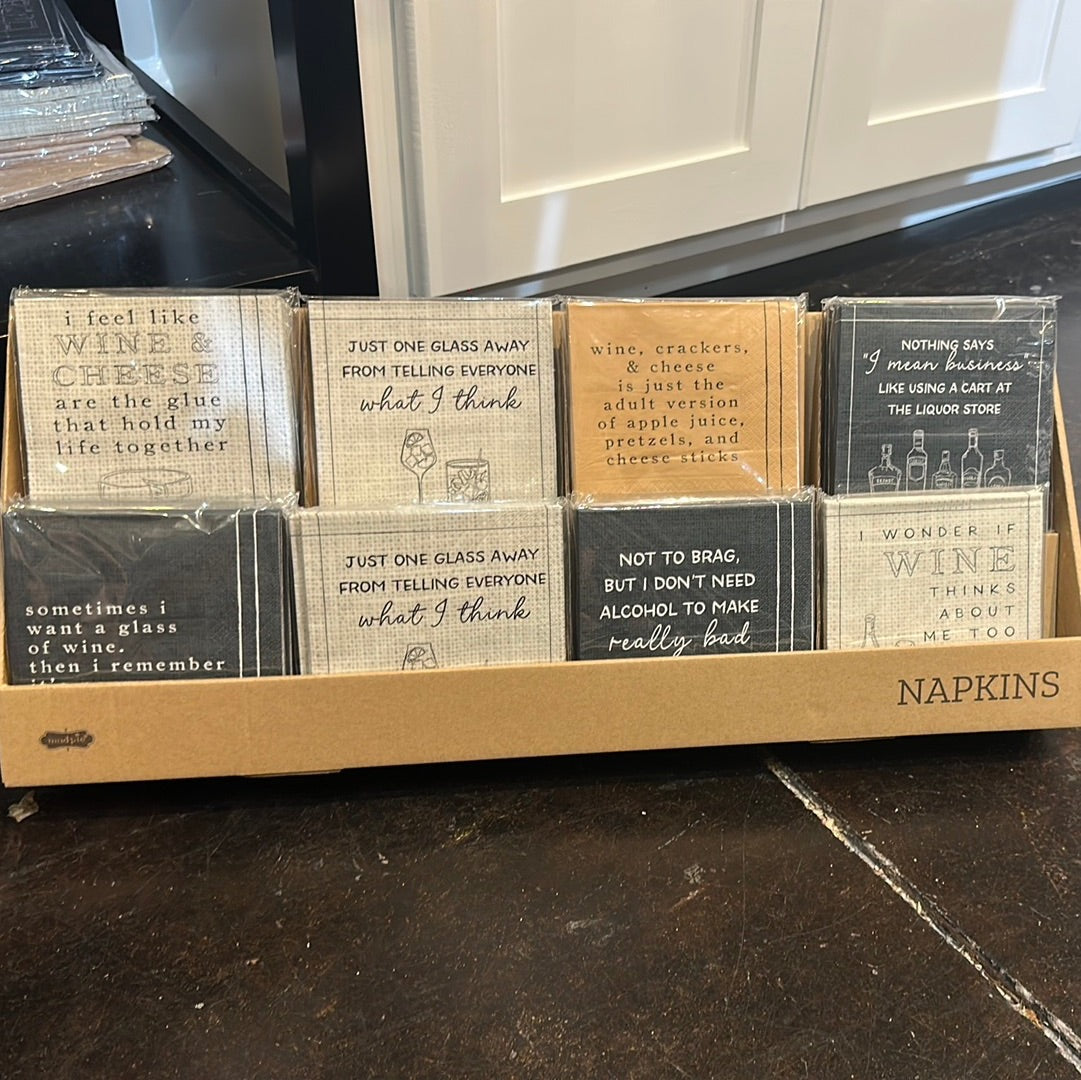 i feel like
WINE &
CHEESE
are the glue
that hold my
life together
JUST ONE GLASS AWAY
FROM TELLING EVERYONE
what I think
wine, crackers,
& cheese
is just the
adult version
of apple juice,
pretzels, and
cheese sticks
NOTHING SAYS
"I mean business"
LIKE USING A CART AT
THE LIQUOR STORE
sometimes i
want a glass
of wine.
then i remember
JUST ONE GLASS AWAY
FROM TELLING EVERYONE
what I think
NOT TO BRAG,
BUT I DON'T NEED
ALCOHOL TO MAKE
really bad
I WONDER IF
WINE
THINKS
ABOUT
ME TOO
NAPKINS